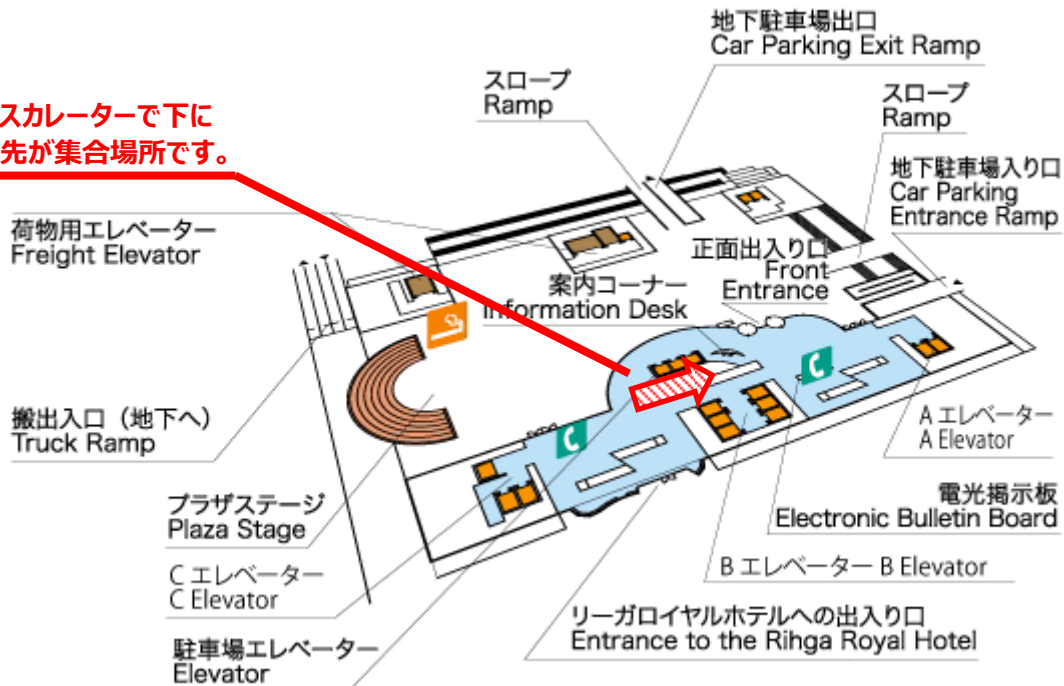 地下駐車場出口
Car Parking Exit Ramp
スロープ
Ramp
スロープ
Ramp
スカレーターで下に
先が集合場所です。
地下駐車場入り口
Car Parking
Entrance Ramp
荷物用エレベーター
Freight Elevator
正面出入り口
Front
Entrance
案内コーナー
Information Desk
搬出入口（地下へ）
Truck Ramp
A エレベーター
A Elevator
プラザステージ
Plaza Stage
電光掲示板
Electronic Bulletin Board
C エレベーター
C Elevator
B エレベーター B Elevator
リーガロイヤルホテルへの出入り口
Entrance to the Rihga Royal Hotel
駐車場エレベーター
Elevator